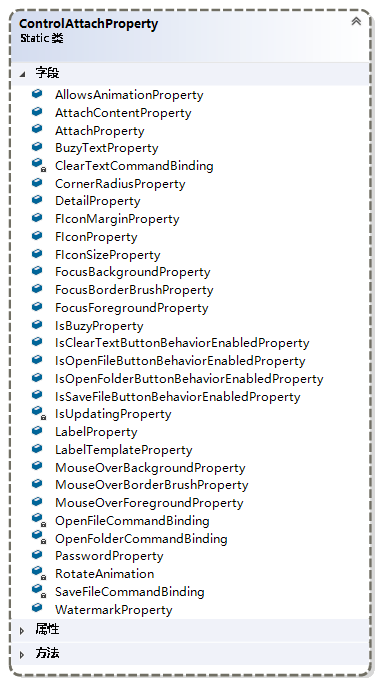 ControlAttachProperty
Static 类
字段
AllowsAnimationProperty
AttachContentProperty
AttachProperty
BuzyTextProperty
ClearTextCommandBinding
CornerRadiusProperty
DetailProperty
FIconMarginProperty
FIconProperty
FIconSizeProperty
FocusBackgroundProperty
FocusBorderBrushProperty
FocusForegroundProperty
IsBuzyProperty
IsClearTextButtonBehaviorEnabledProperty
IsOpenFileButtonBehaviorEnabledProperty
IsOpenFolderButtonBehaviorEnabledProperty
IsSaveFileButtonBehaviorEnabledProperty
IsUpdatingProperty
LabelProperty
LabelTemplateProperty
MouseOverBackgroundProperty
MouseOverBorderBrushProperty
MouseOverForegroundProperty
OpenFileCommandBinding
OpenFolderCommandBinding
PasswordProperty
RotateAnimation
SaveFileCommandBinding
WatermarkProperty
属性
方法